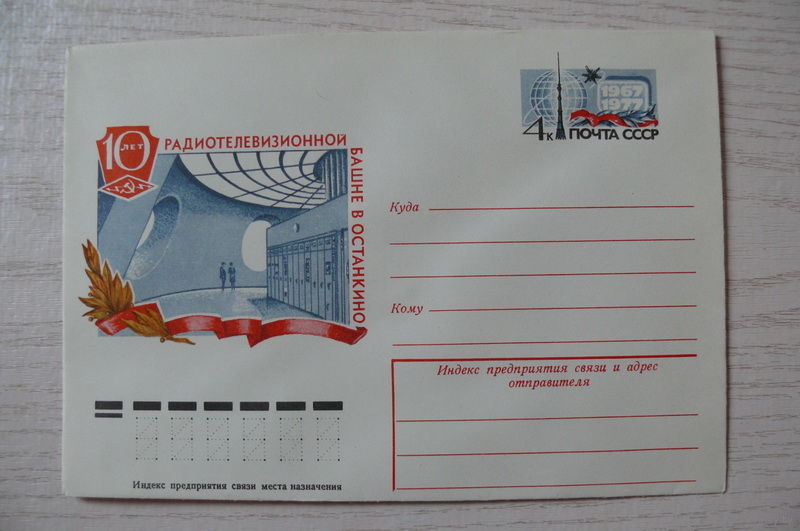 10
ЛЕТ
РАДИОТЕЛЕВИЗИОННОЙ
БАШНЕ В ОСТАНКИНО
1967
1977
4к ПОЧТА СССР
Куда
Кому
Индекс предприятия связи и адрес
отправителя
Индекс предприятия связи места назначения